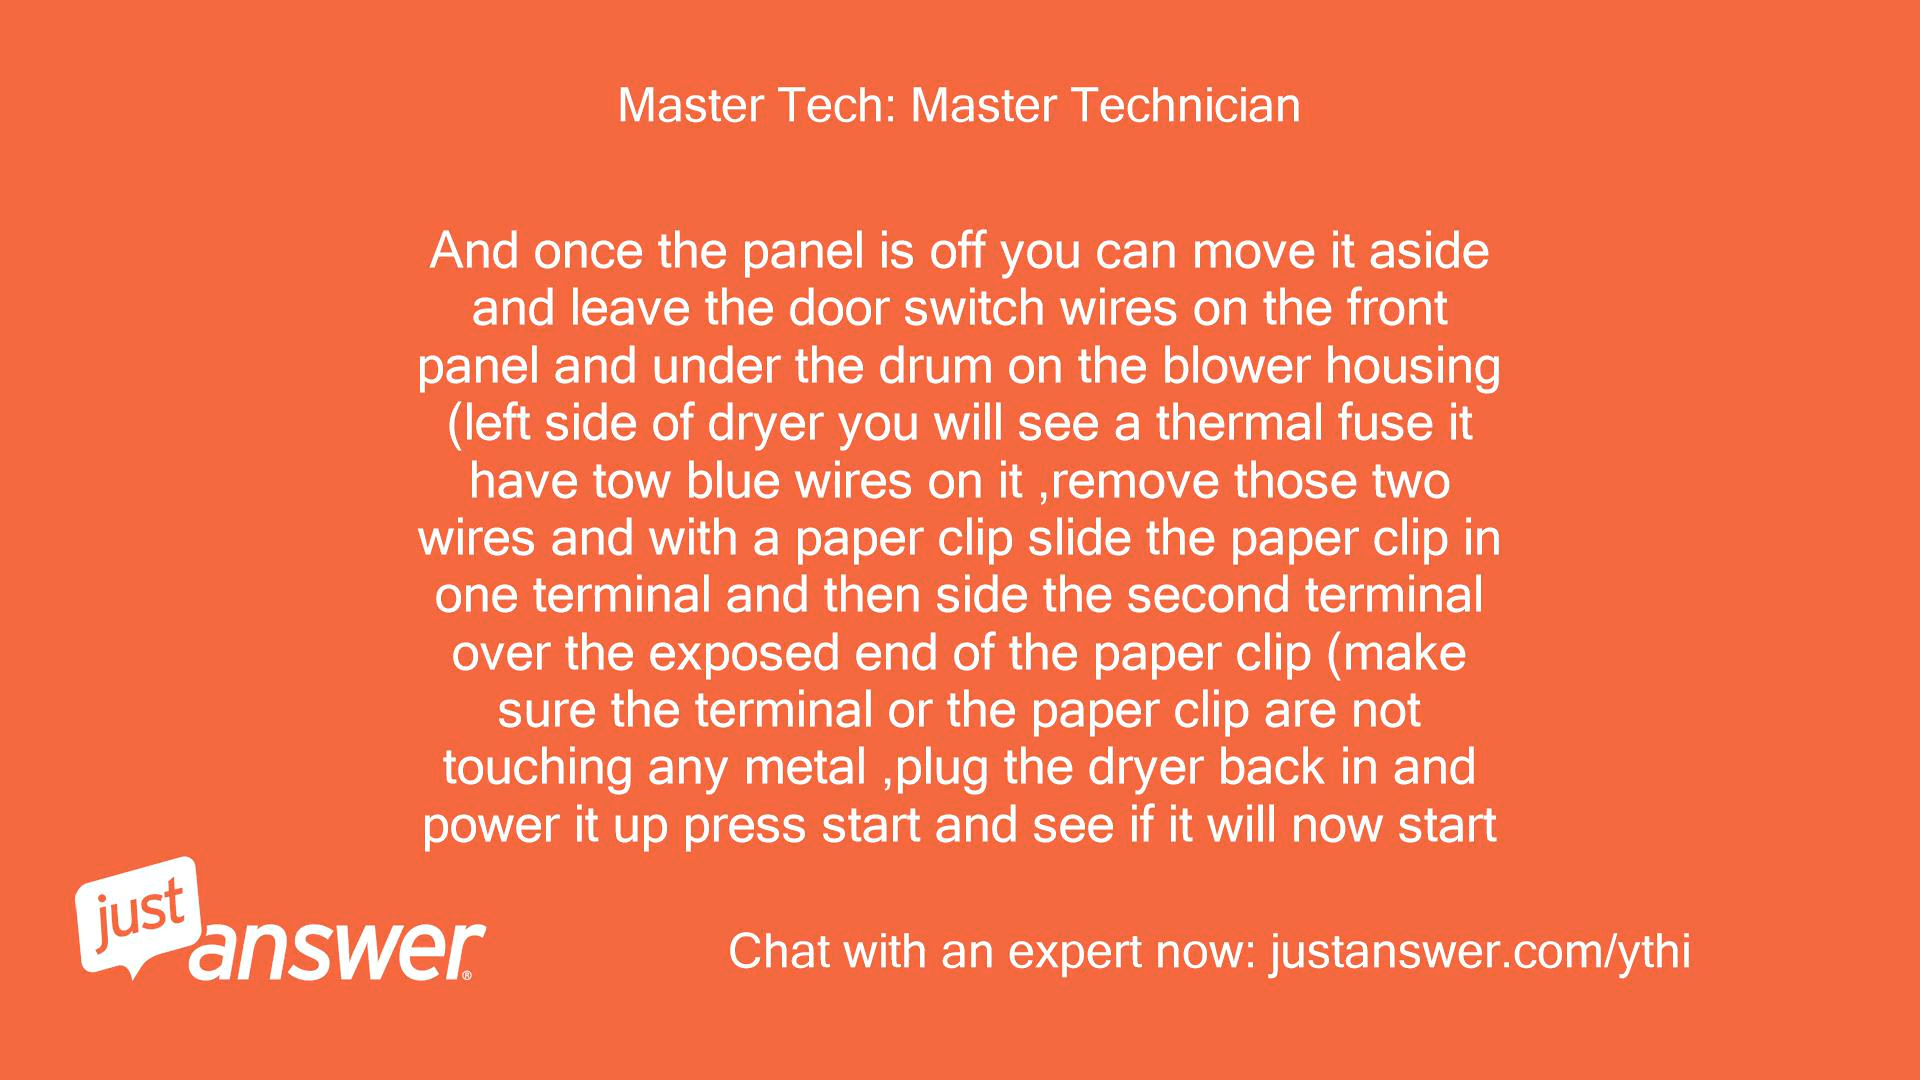 Master Tech: Master Technician
And once the panel is off you can move it aside
and leave the door switch wires on the front
panel and under the drum on the blower housing
(left side of dryer you will see a thermal fuse it
have tow blue wires on it ,remove those two
wires and with a paper clip slide the paper clip in
one terminal and then side the second terminal
over the exposed end of the paper clip (make
sure the terminal or the paper clip are not
touching any metal ,plug the dryer back in and
power it up press start and see if it will now start
just
answer®
Chat with an expert now: justanswer.com/ythi